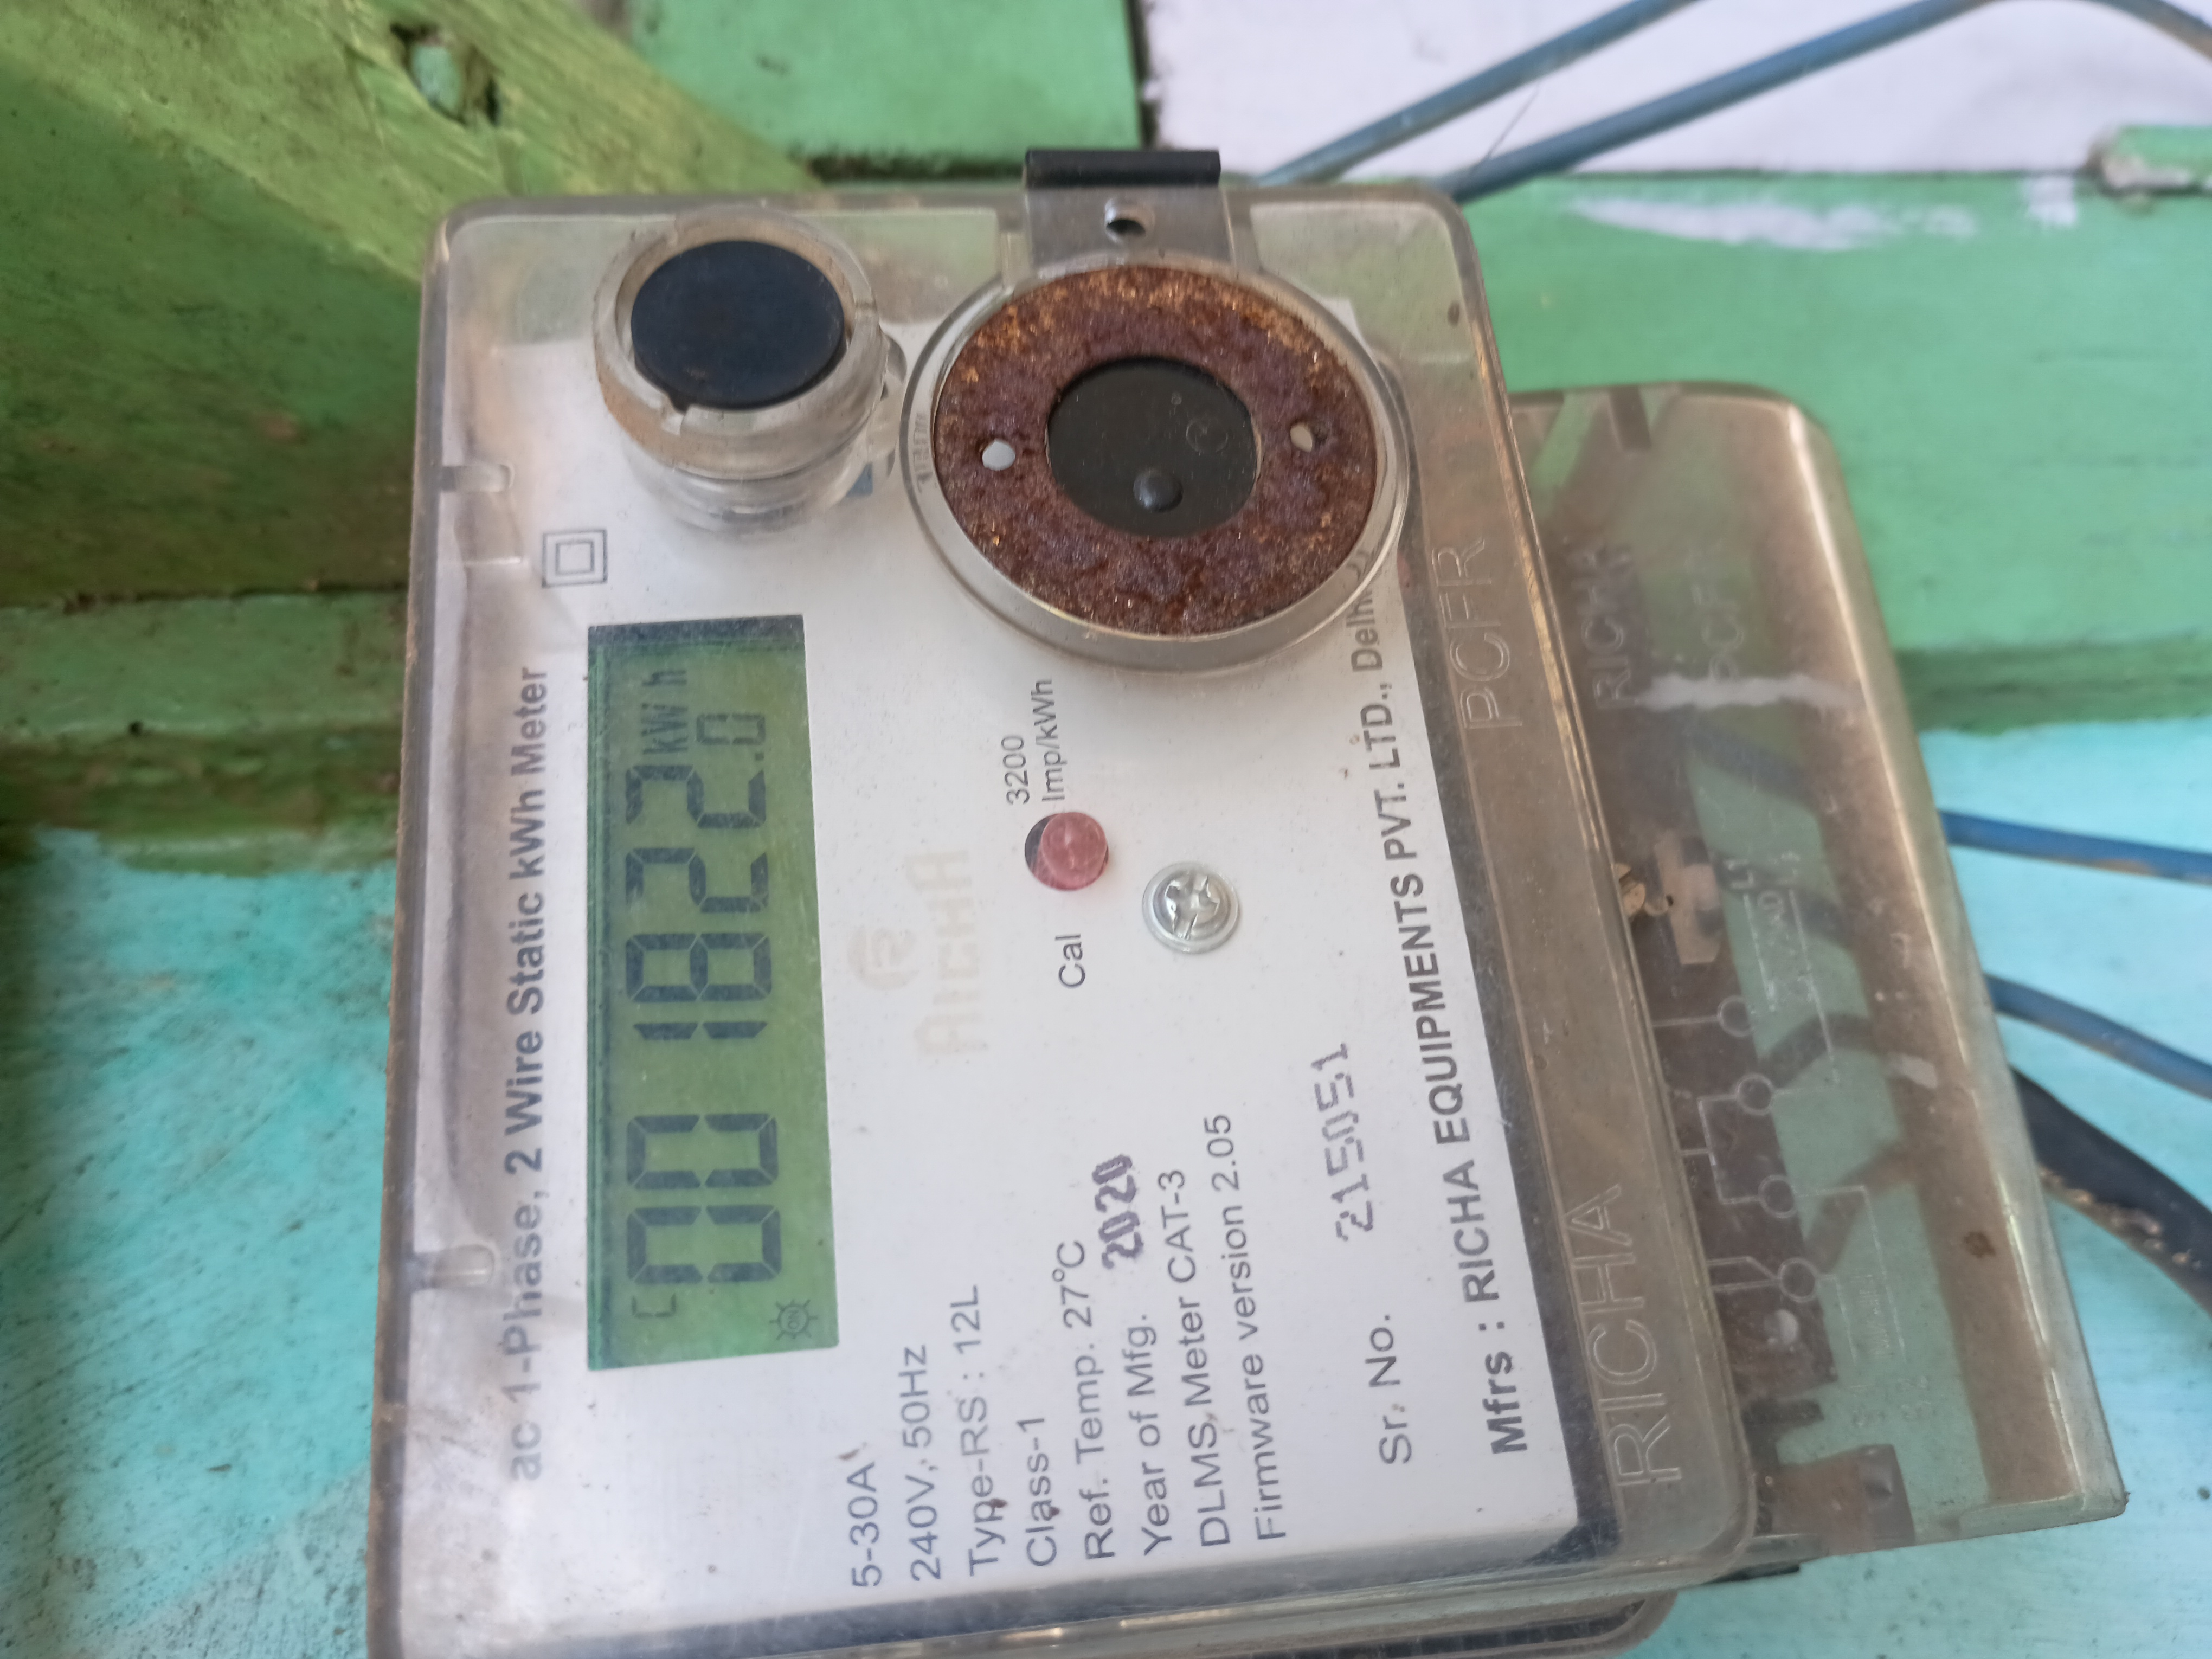 ac 1-Phase, 2 Wire Static kWh Meter
001822.0 kWh
5-30A
240V, 50Hz
Type-RS : 12L
Class-1
Ref. Temp. 27°C
Year of Mfg. 2020
DLMS, Meter CAT-3
Firmware version 2.05
RICHA
Cal
3200
Imp/kWh
Sr. No. 215051
Mfrs : RICHA EQUIPMENTS PVT. LTD., Delhi
RICHA PCFR
RICHA
PCFR
L1